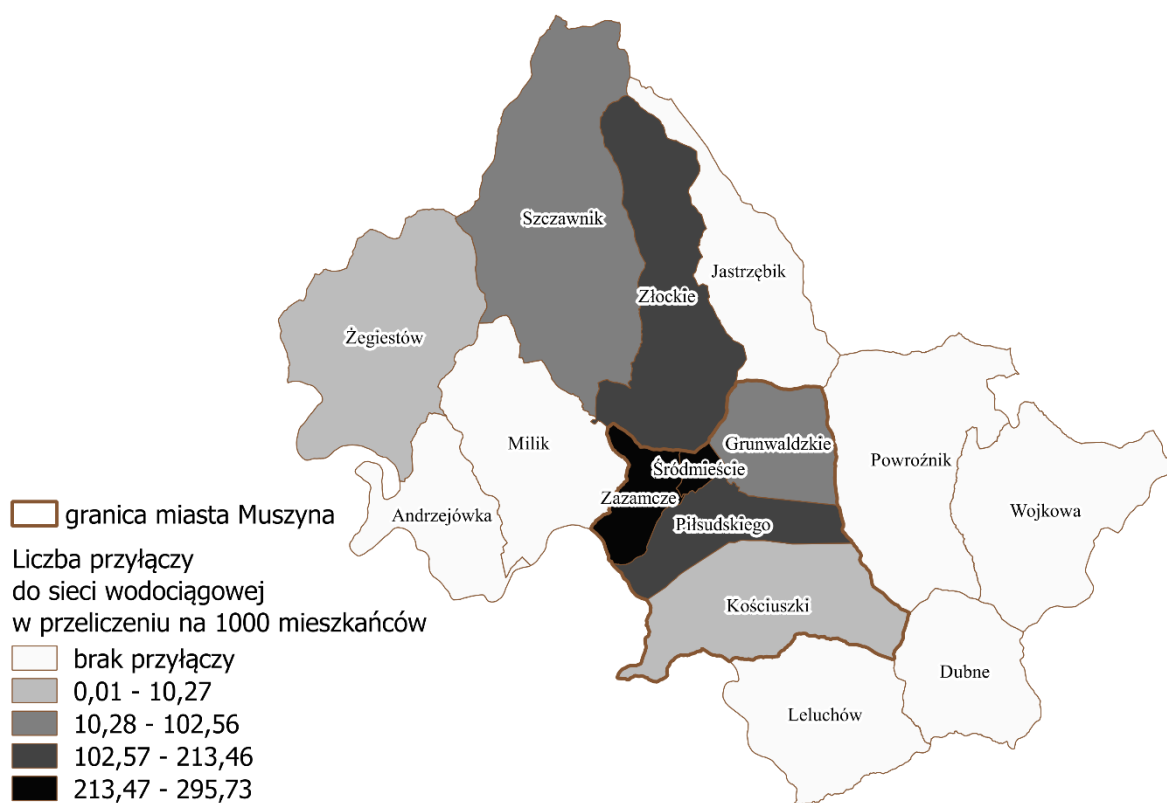 Szczawnik
Jastrzębik
Złockie
Żegiestów
Milik
Grunwaldzkie
Powroźnik
Śródmieście
Zazamcze
Wojkowa
Andrzejówka
Piłsudskiego
Kościuszki
Dubne
Leluchów
granica miasta Muszyna
Liczba przyłączy
do sieci wodociągowej
w przeliczeniu na 1000 mieszkańców
brak przyłączy
0,01 - 10,27
10,28 - 102,56
102,57 - 213,46
213,47 - 295,73